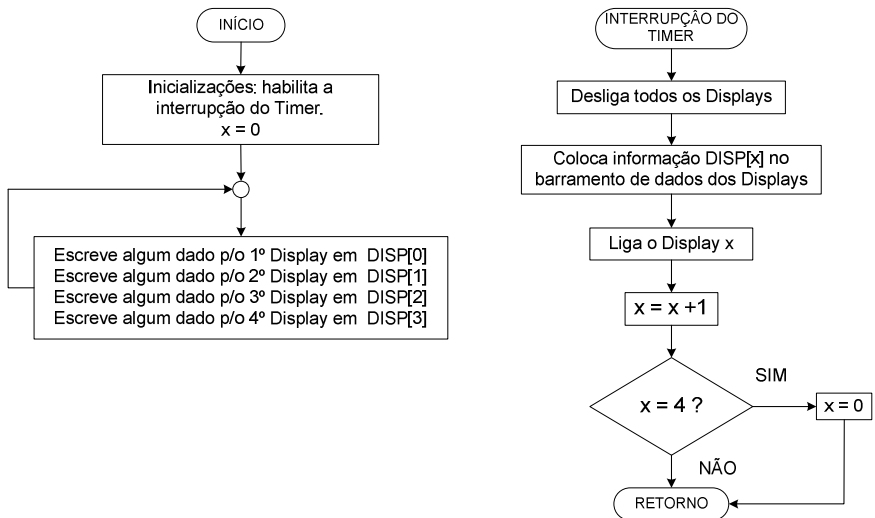 INÍCIO
Inicializações: habilita a
interrupção do Timer.
x = 0
Escreve algum dado p/o 1º Display em DISP[0]
Escreve algum dado p/o 2º Display em DISP[1]
Escreve algum dado p/o 3º Display em DISP[2]
Escreve algum dado p/o 4º Display em DISP[3]
INTERRUPÇÃO DO
TIMER
Desliga todos os Displays
Coloca informação DISP[x] no
barramento de dados dos Displays
Liga o Display x
x = x +1
x = 4 ?
SIM
x = 0
NÃO
RETORNO